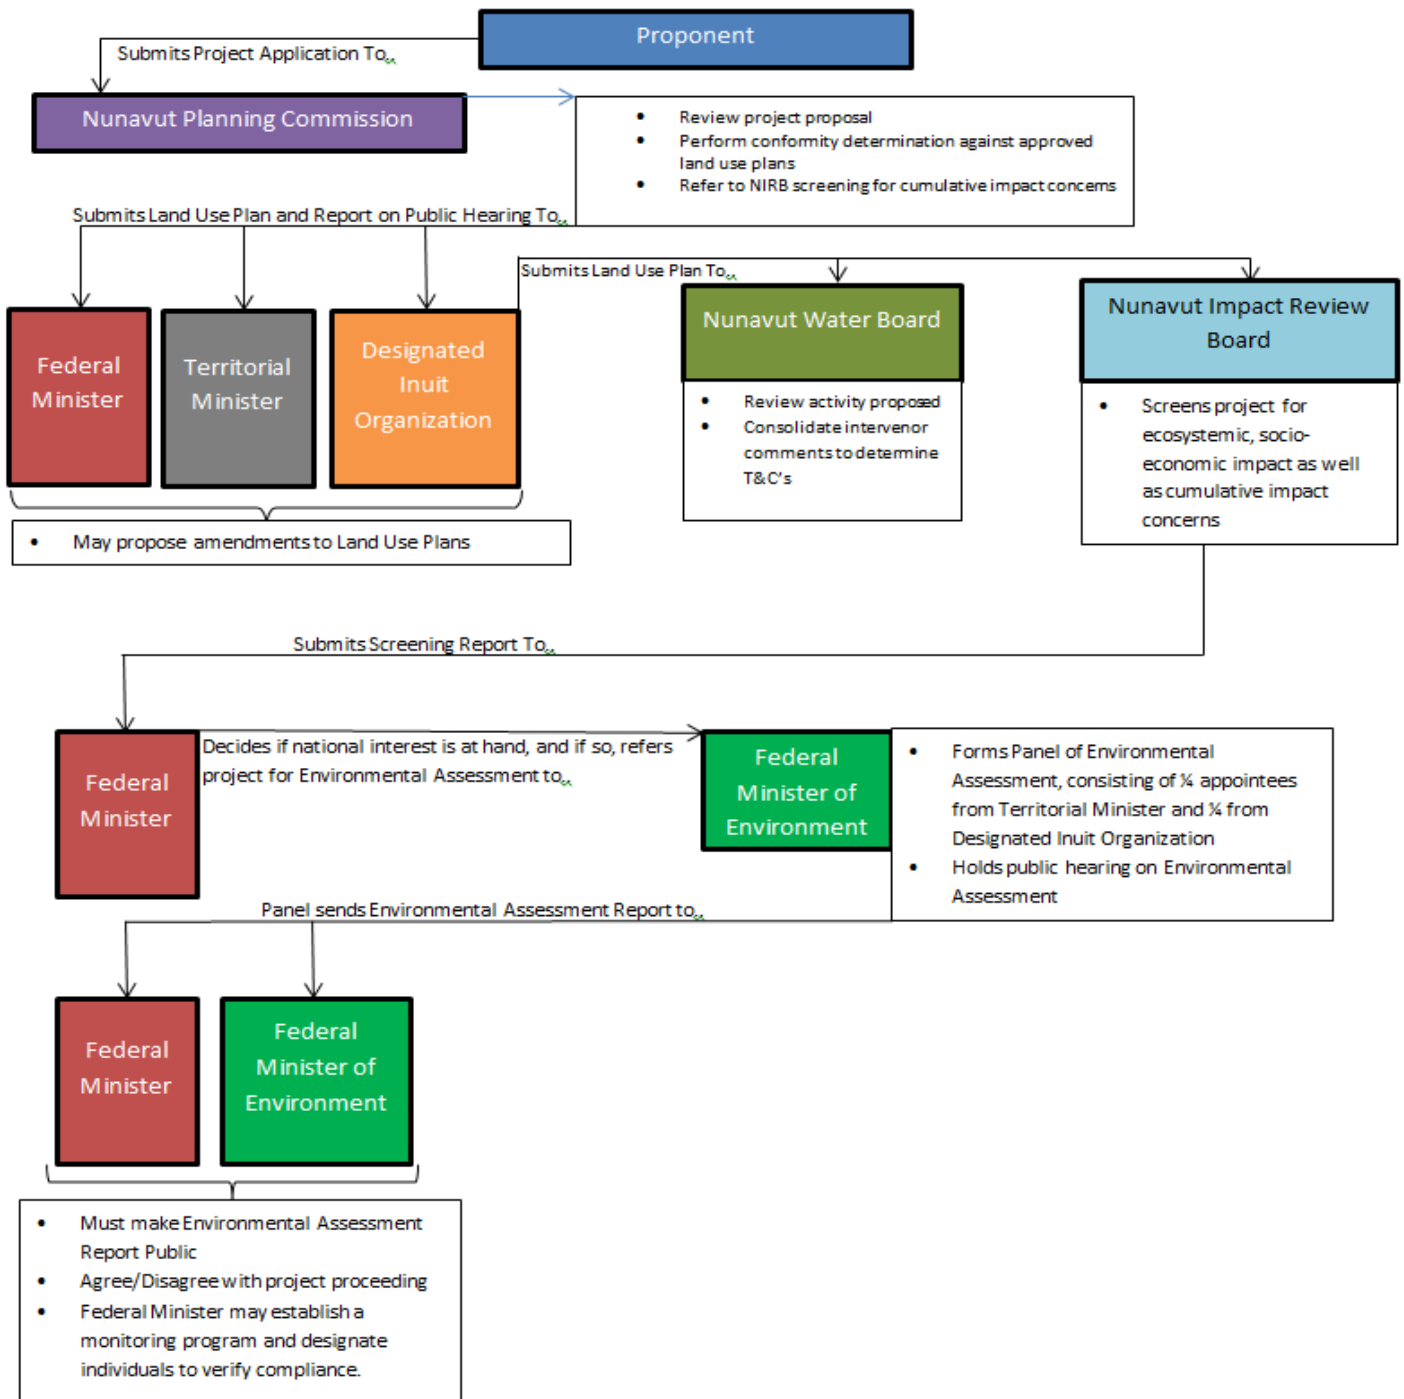 Proponent
Submits Project Application To
Nunavut Planning Commission
• Review project proposal
• Perform conformity determination against approved
land use plans
• Refer to NIRB screening for cumulative impact concerns
Submits Land Use Plan and Report on Public Hearing To
Submits Land Use Plan To
Federal
Minister
Territorial
Minister
Designated
Inuit
Organization
• May propose amendments to Land Use Plans
Nunavut Water Board
• Review activity proposed
• Consolidate intervenor
comments to determine
T&C's
Nunavut Impact Review
Board
• Screens project for
ecosystemic, socio-
economic impact as well
as cumulative impact
concerns
Submits Screening Report To
Federal
Minister
Decides if national interest is at hand, and if so, refers
project for Environmental Assessment to
Federal
Minister of
Environment
• Forms Panel of Environmental
Assessment, consisting of ¼ appointees
from Territorial Minister and ¼ from
Designated Inuit Organization
• Holds public hearing on Environmental
Assessment
Panel sends Environmental Assessment Report to
Federal
Minister
Federal
Minister of
Environment
• Must make Environmental Assessment
Report Public
• Agree/Disagree with project proceeding
• Federal Minister may establish a
monitoring program and designate
individuals to verify compliance.